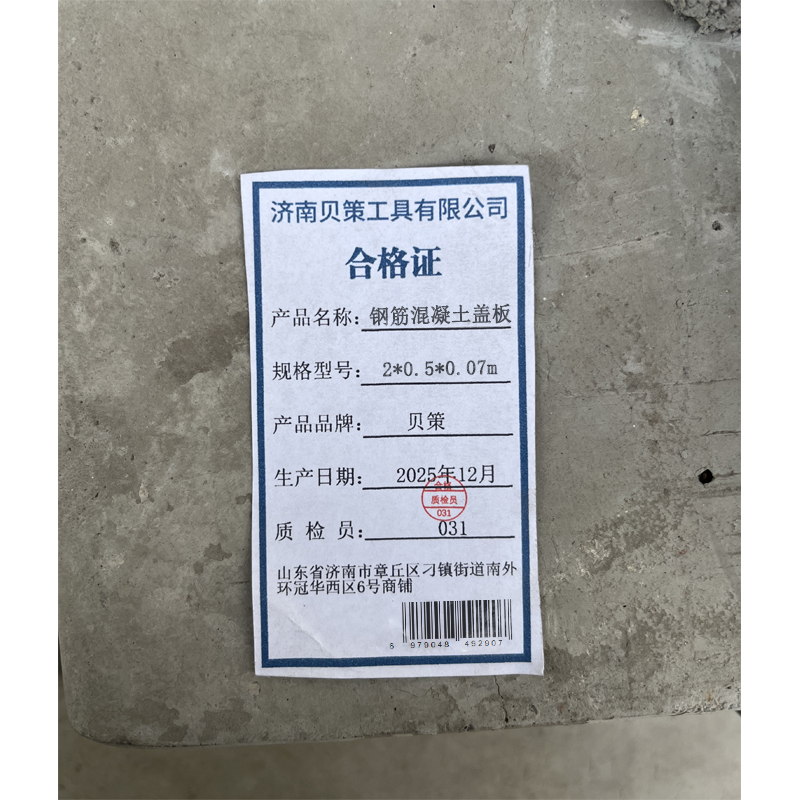 济南贝策工具有限公司
合格证
产品名称：钢筋混凝土盖板
规格型号：2*0.5*0.07m
产品品牌：贝策
生产日期：2025年12月
合格
质检员
031
质 检 员：031
山东省济南市章丘区刁镇街道南外
环冠华西区6号商铺
6 979048 492907